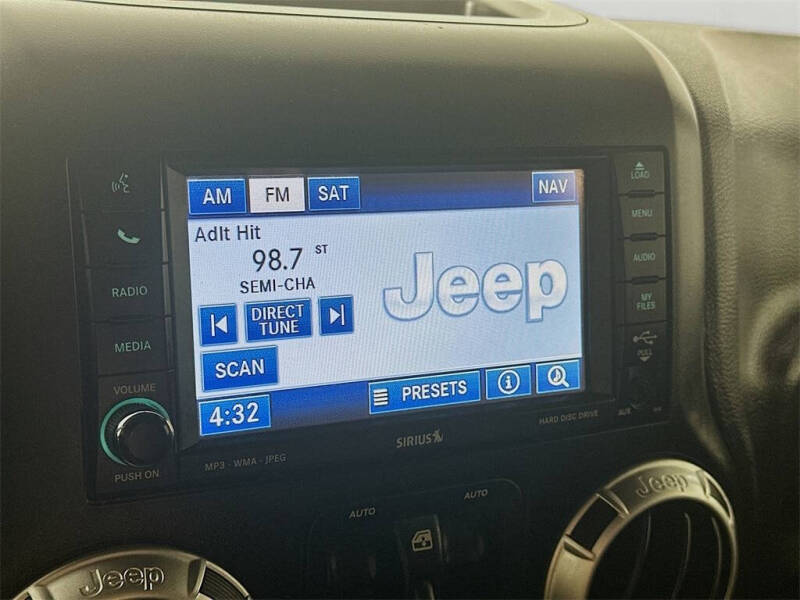 AM FM SAT NAV
Adlt Hit
98.7 ST
SEMI-CHA
DIRECT
TUNE
SCAN
4:32 PRESETS
Jeep
RADIO
MEDIA
VOLUME
PUSH ON
LOAD
MENU
AUDIO
MY
FILES
PULL
AUX
MP3 - WMA - JPEG
SIRIUS
HARD DISC DRIVE
AUTO AUTO
Jeep
Jeep